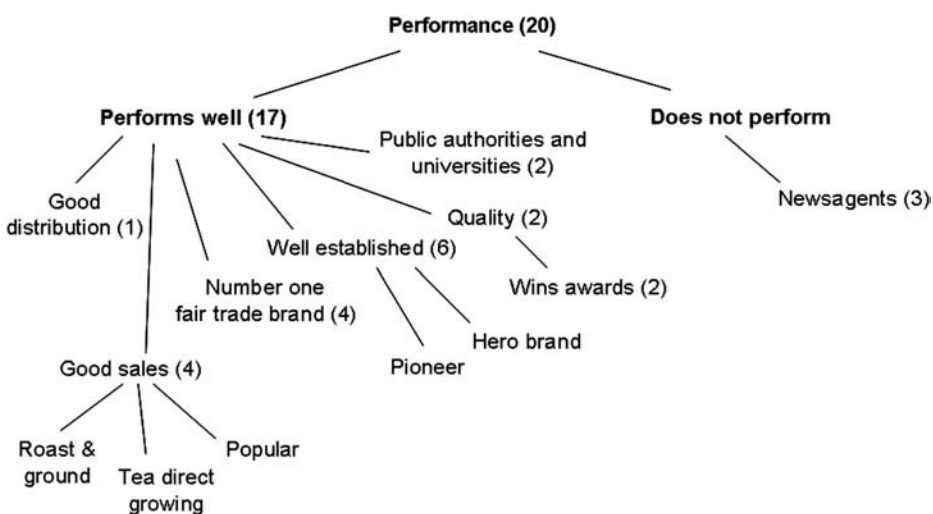 Performance (20)
Performs well (17)
Does not perform
Public authorities and
universities (2)
Good
distribution (1)
Newsagents (3)
Quality (2)
Well established (6)
Number one
fair trade brand (4)
Wins awards (2)
Hero brand
Pioneer
Good sales (4)
Roast &
ground
Tea direct
growing
Popular